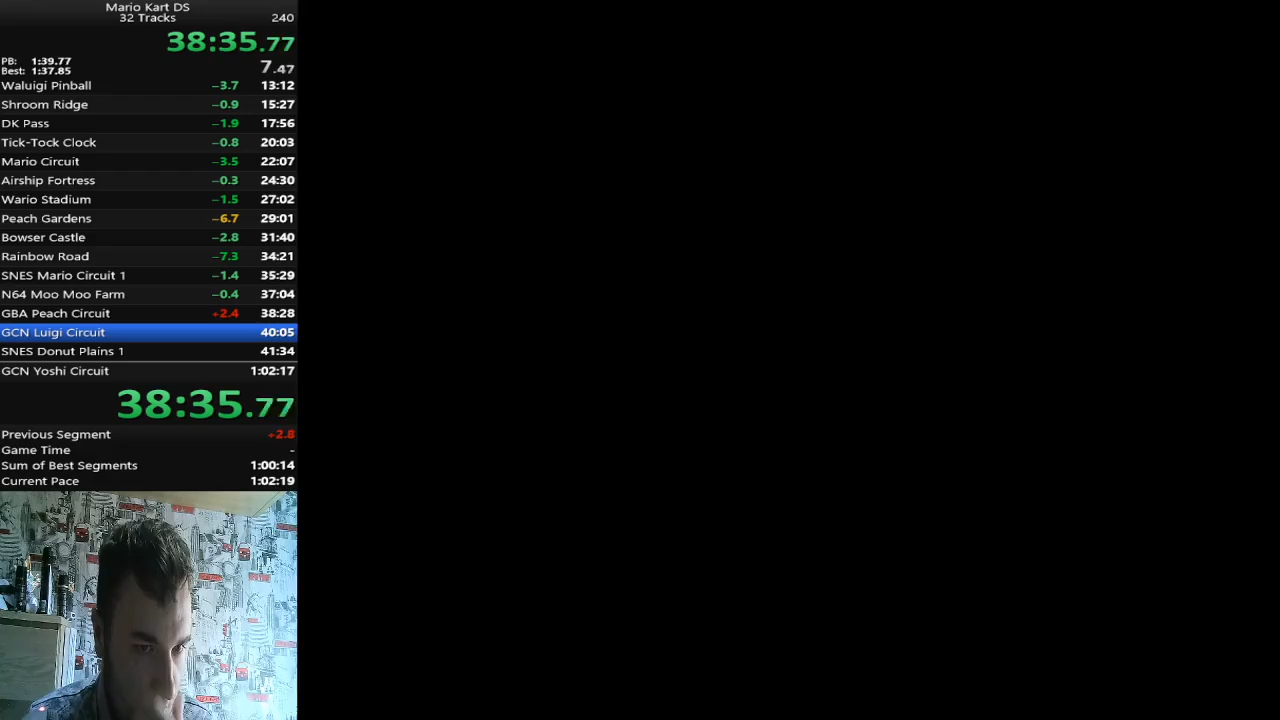 Mario Kart DS
32 Tracks 240
38:35.77
PB: 1:39.77
Best: 1:37.85 7.47
Waluigi Pinball −3.7 13:12
Shroom Ridge −0.9 15:27
DK Pass −1.9 17:56
Tick-Tock Clock −0.8 20:03
Mario Circuit −3.5 22:07
Airship Fortress −0.3 24:30
Wario Stadium −1.5 27:02
Peach Gardens −6.7 29:01
Bowser Castle −2.8 31:40
Rainbow Road −7.3 34:21
SNES Mario Circuit 1 −1.4 35:29
N64 Moo Moo Farm −0.4 37:04
GBA Peach Circuit +2.4 38:28
GCN Luigi Circuit 40:05
SNES Donut Plains 1 41:34
GCN Yoshi Circuit 1:02:17
38:35.77
Previous Segment +2.8
Game Time -
Sum of Best Segments 1:00:14
Current Pace 1:02:19